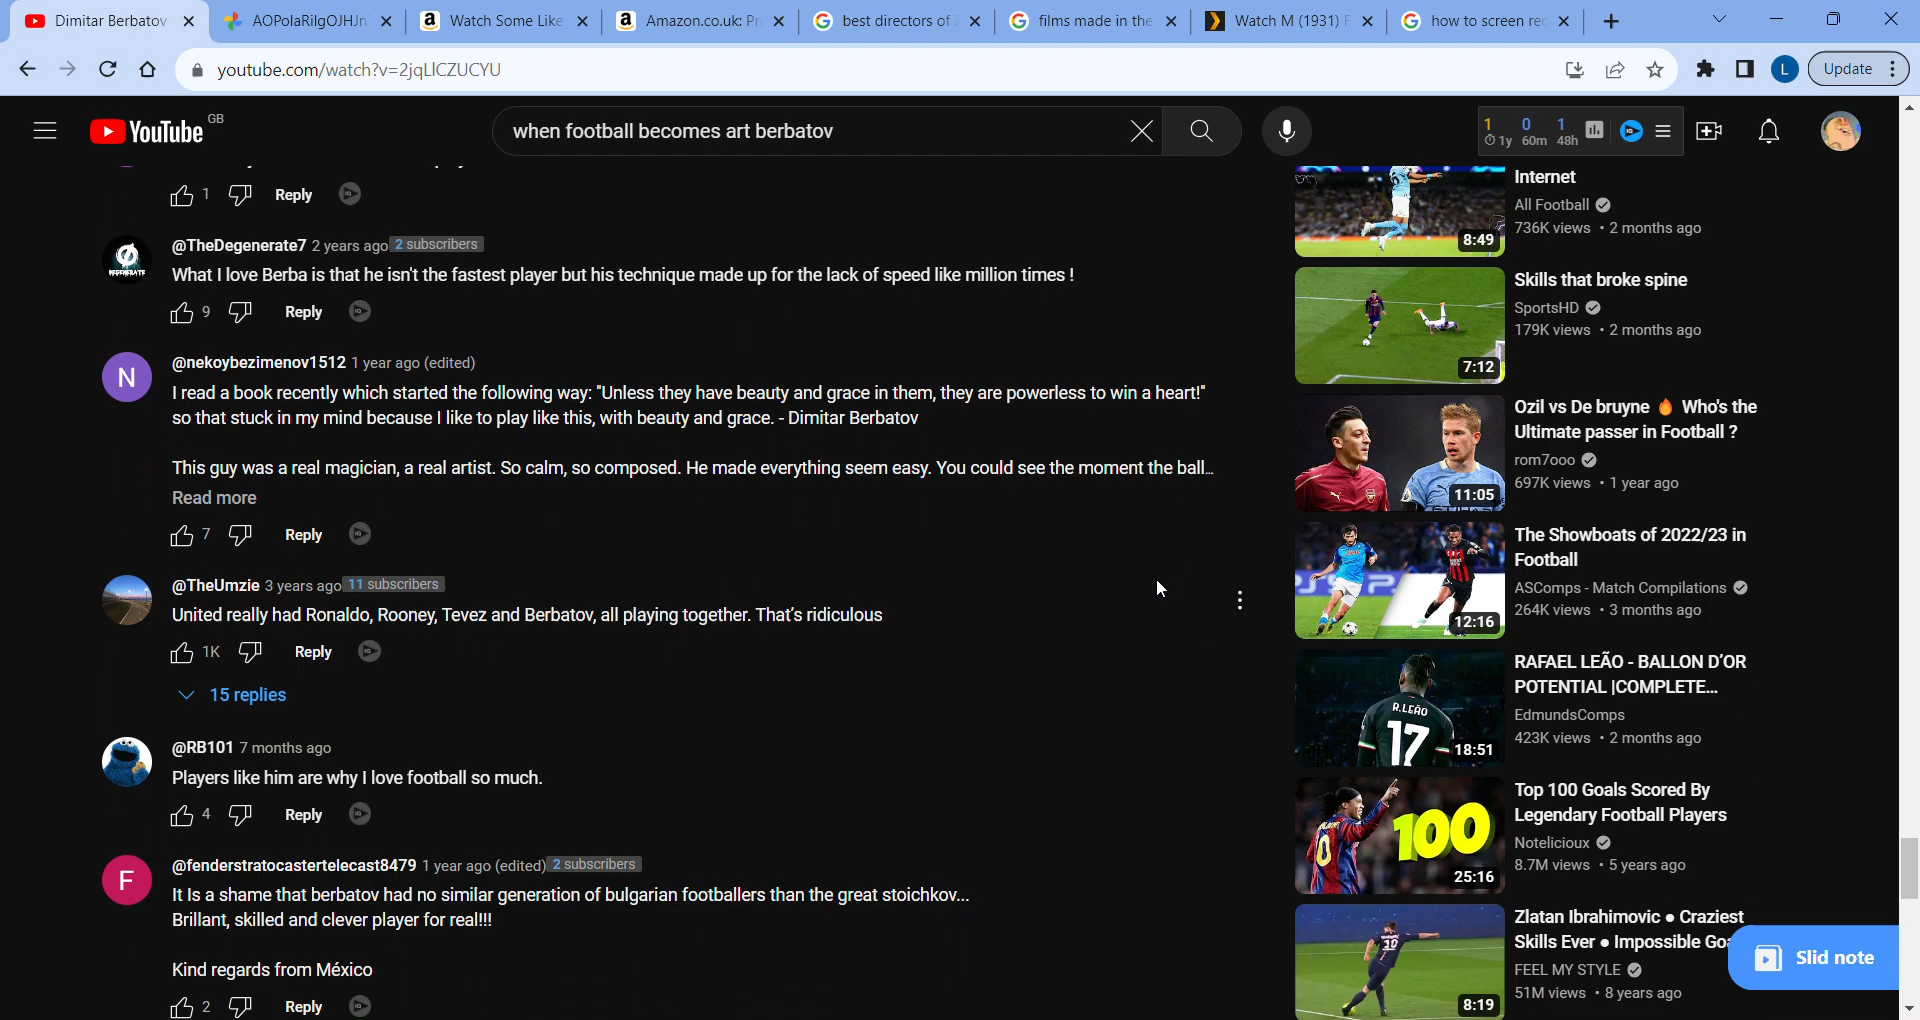 Dimitar Berbatov
AOPolaRilgOJHJn
Watch Some Like
Amazon.co.uk: Pr
best directors of
films made in the
Watch M (1931) F
how to screen rec
youtube.com/watch?v=2jqLlCZUCYU
L
Update
YouTube GB
when football becomes art berbatov
1 0 1
1y 60m 48h
1 Reply
@TheDegenerate7 2 years ago 2 subscribers
What I love Berba is that he isn't the fastest player but his technique made up for the lack of speed like million times !
9 Reply
N
@nekoybezimenov1512 1 year ago (edited)
I read a book recently which started the following way: "Unless they have beauty and grace in them, they are powerless to win a heart!"
so that stuck in my mind because I like to play like this, with beauty and grace. - Dimitar Berbatov
This guy was a real magician, a real artist. So calm, so composed. He made everything seem easy. You could see the moment the ball...
Read more
7 Reply
@TheUmzie 3 years ago 11 subscribers
United really had Ronaldo, Rooney, Tevez and Berbatov, all playing together. That's ridiculous
1K Reply
15 replies
@RB101 7 months ago
Players like him are why I love football so much.
4 Reply
F
@fenderstratocastertelecast8479 1 year ago (edited) 2 subscribers
It Is a shame that berbatov had no similar generation of bulgarian footballers than the great stoichkov...
Brillant, skilled and clever player for real!!!
Kind regards from México
2 Reply
Internet
All Football
736K views • 2 months ago
8:49
Skills that broke spine
SportsHD
179K views • 2 months ago
7:12
Ozil vs De bruyne 🔥 Who's the
Ultimate passer in Football ?
rom7ooo
697K views • 1 year ago
11:05
The Showboats of 2022/23 in
Football
ASComps - Match Compilations
264K views • 3 months ago
12:16
RAFAEL LEÃO - BALLON D'OR
POTENTIAL |COMPLETE...
EdmundsComps
423K views • 2 months ago
R.LEÃO
17
18:51
Top 100 Goals Scored By
Legendary Football Players
Notelicioux
8.7M views • 5 years ago
100
25:16
Zlatan Ibrahimovic • Craziest
Skills Ever • Impossible Goa
FEEL MY STYLE
51M views • 8 years ago
10
8:19
Slid note